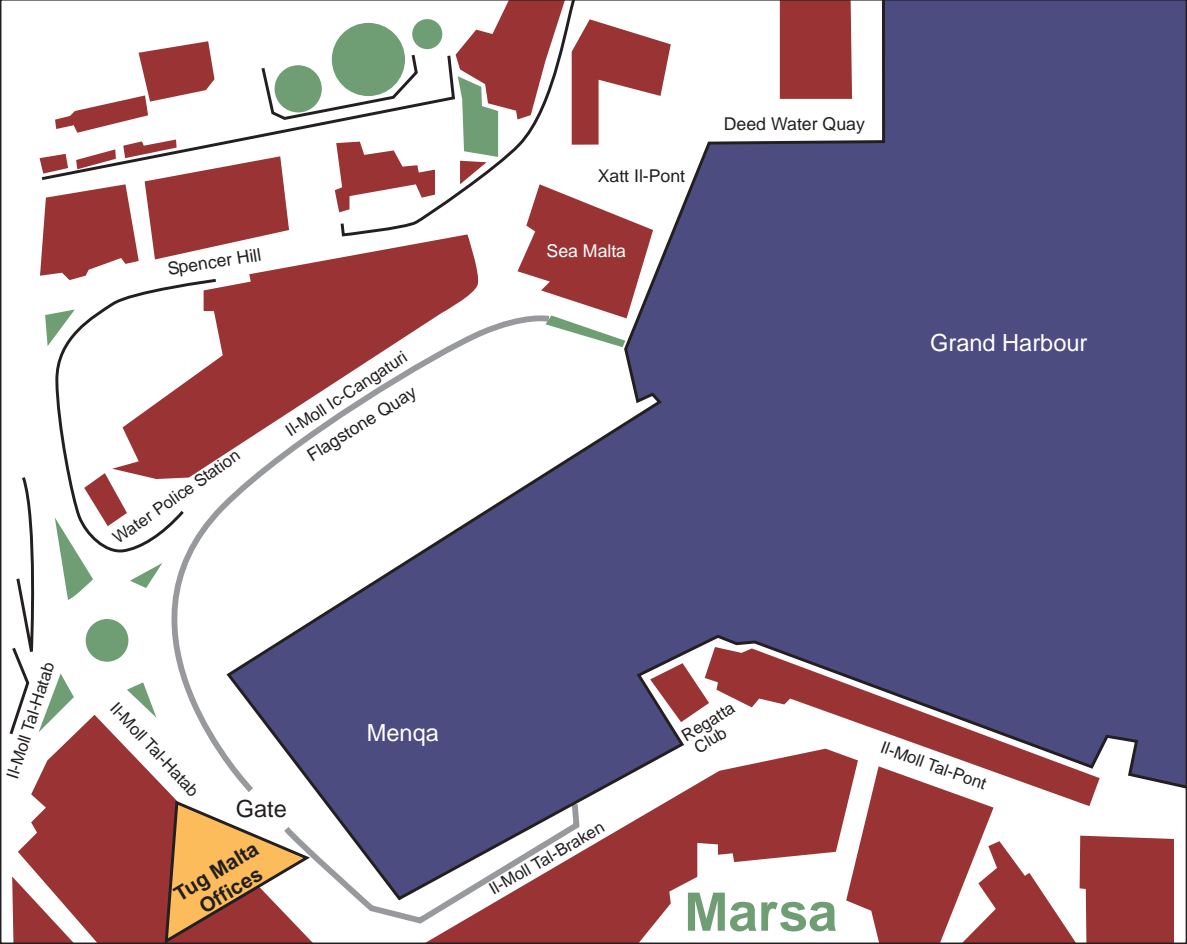 Deed Water Quay
Xatt Il-Pont
Sea Malta
Spencer Hill
Grand Harbour
Il-Moll Ic-Cangaturi
Flagstone Quay
Water Police Station
Il-Moll Tal-Hatab
Il-Moll Tal-Hatab
Menqa
Regatta
Club
Il-Moll Tal-Pont
Gate
Il-Moll Tal-Braken
Tug Malta
Offices
Marsa